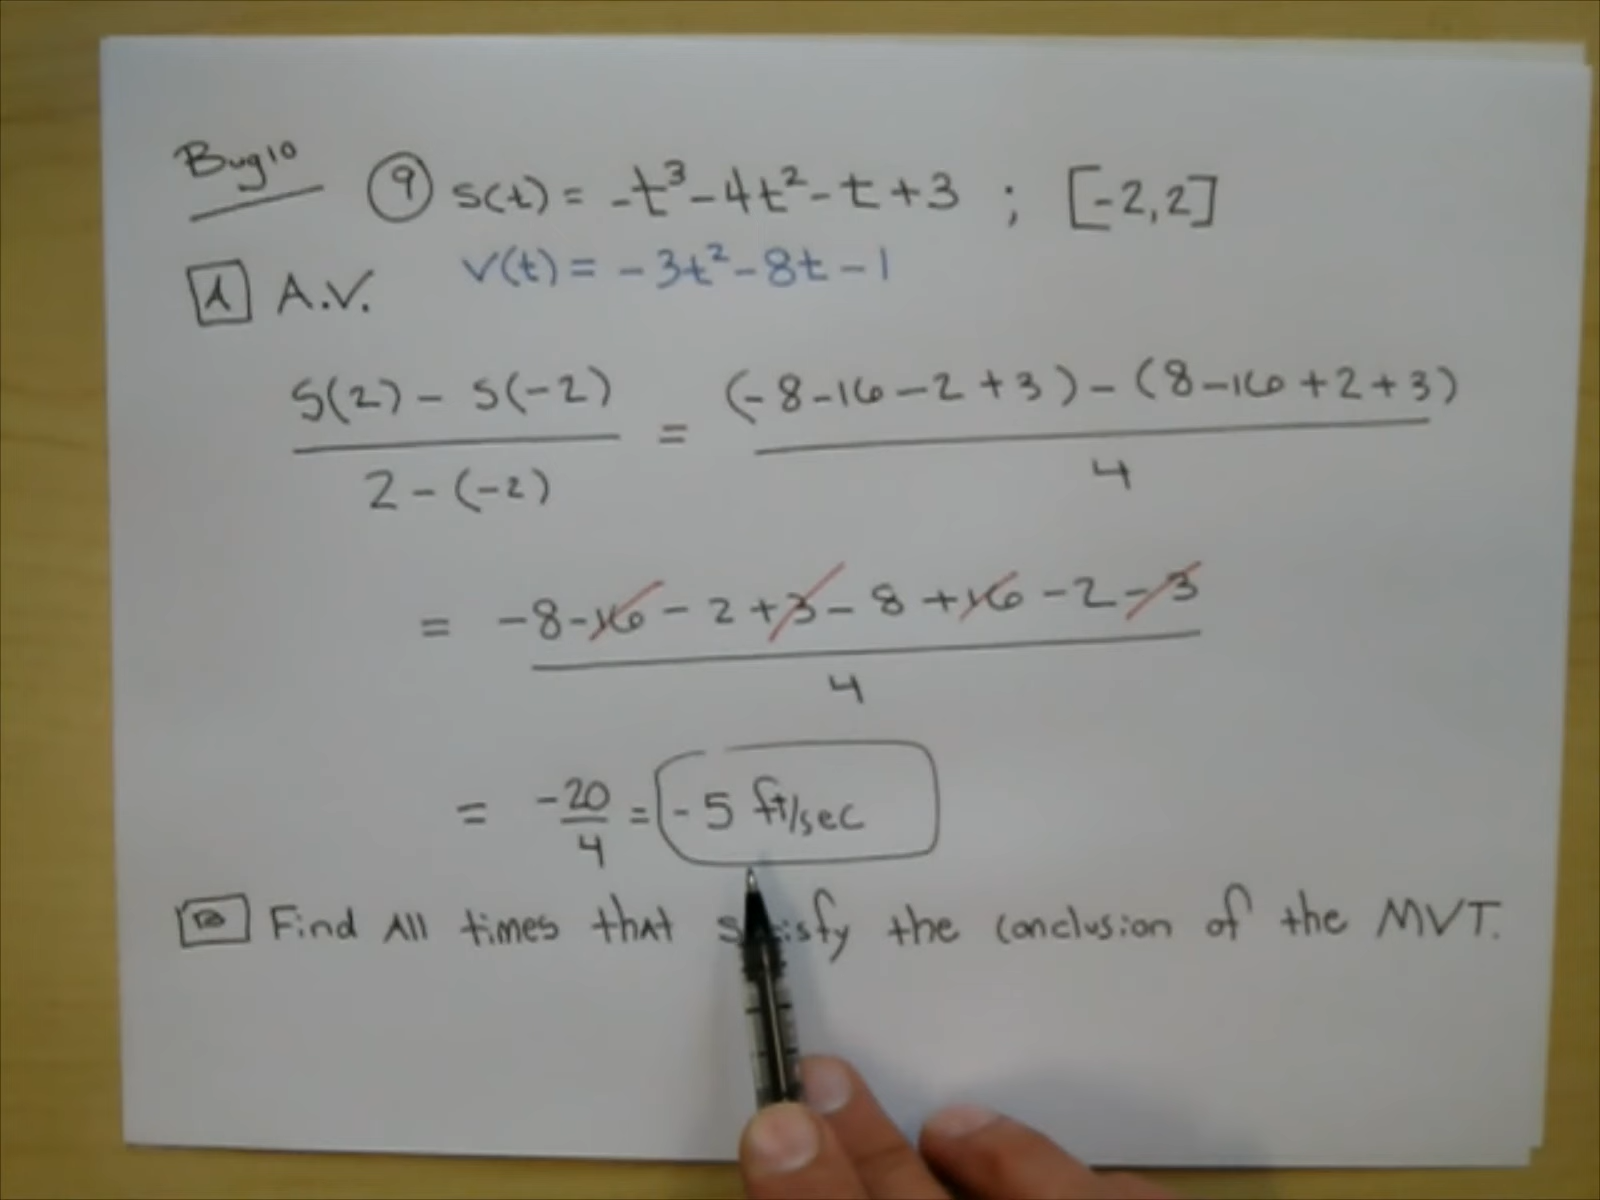 Bug10 ⑨ s(t) = -t³-4t²-t+3 ; [-2,2]
A A.V. v(t) = -3t²-8t-1
s(2) - s(-2) / 2-(-2) = (-8-16-2+3)-(8-16+2+3) / 4
= -8-16-2+3-8+16-2-3 / 4
= -20/4 = -5 ft/sec
B Find All times that satisfy the conclusion of the MVT.